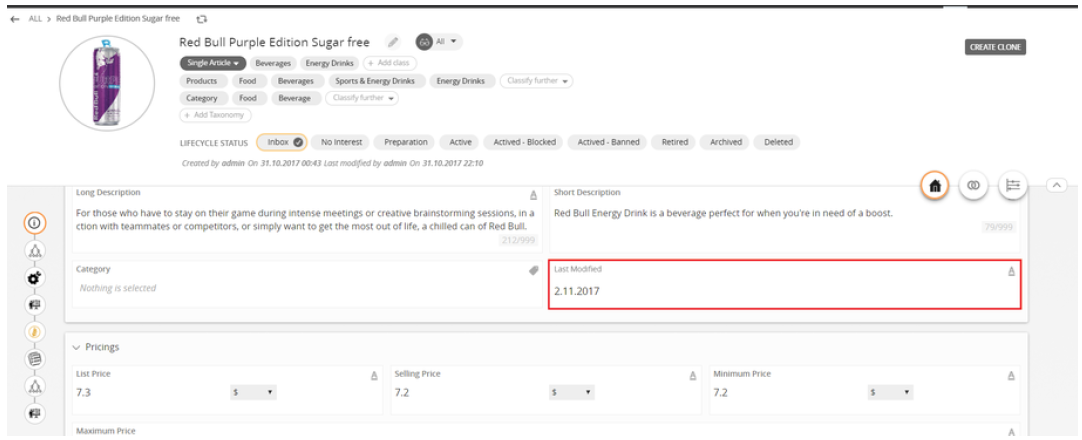 ← ALL > Red Bull Purple Edition Sugar free
Red Bull Purple Edition Sugar free All
CREATE CLONE
Single Article Beverages Energy Drinks + Add class
Products Food Beverages Sports & Energy Drinks Energy Drinks Classify further
Category Food Beverage Classify further
+ Add Taxonomy
LIFECYCLE STATUS Inbox No Interest Preparation Active Actived - Blocked Actived - Banned Retired Archived Deleted
Created by admin On 31.10.2017 00:43 Last modified by admin On 31.10.2017 22:10
Long Description
For those who have to stay on their game during intense meetings or creative brainstorming sessions, in a
ction with teammates or competitors, or simply want to get the most out of life, a chilled can of Red Bull.
212/999
Short Description
Red Bull Energy Drink is a beverage perfect for when you're in need of a boost.
79/999
Category
Nothing is selected
Last Modified
2.11.2017
Pricings
List Price Selling Price Minimum Price
7.3 $ 7.2 $ 7.2 $
Maximum Price